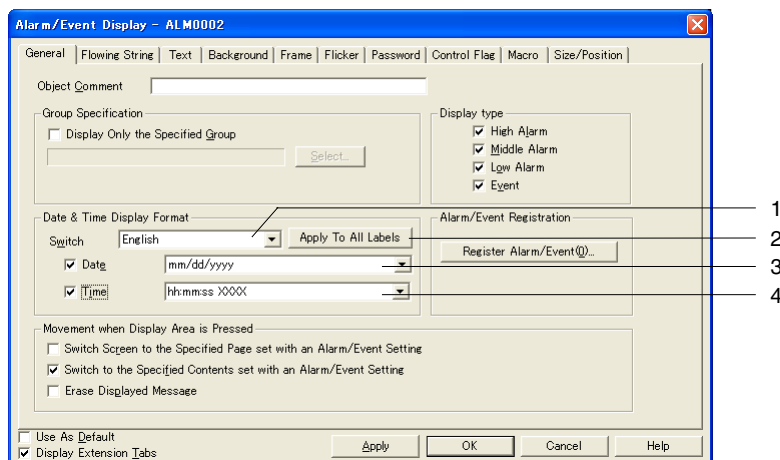 Alarm/Event Display - ALM0002
General Flowing String Text Background Frame Flicker Password Control Flag Macro Size/Position
Object Comment
Group Specification
Display Only the Specified Group
Select...
Display type
High Alarm
Middle Alarm
Low Alarm
Event
Date & Time Display Format
Switch English Apply To All Labels
Date mm/dd/yyyy
Time hh:mm:ss XXXX
Alarm/Event Registration
Register Alarm/Event(0)...
1
2
3
4
Movement when Display Area is Pressed
Switch Screen to the Specified Page set with an Alarm/Event Setting
Switch to the Specified Contents set with an Alarm/Event Setting
Erase Displayed Message
Use As Default
Display Extension Tabs
Apply OK Cancel Help